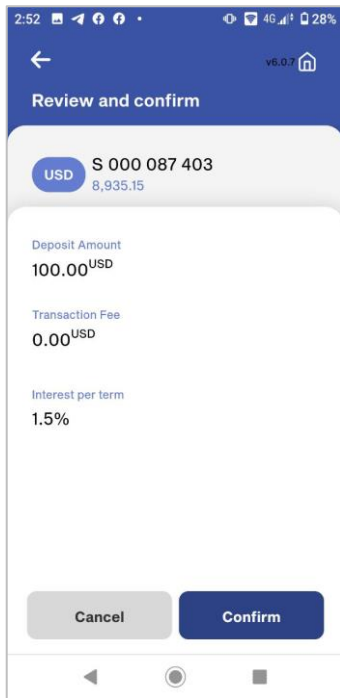 2:52 4G 28%
v6.0.7
Review and confirm
USD S 000 087 403
8,935.15
Deposit Amount
100.00USD
Transaction Fee
0.00USD
Interest per term
1.5%
Cancel Confirm